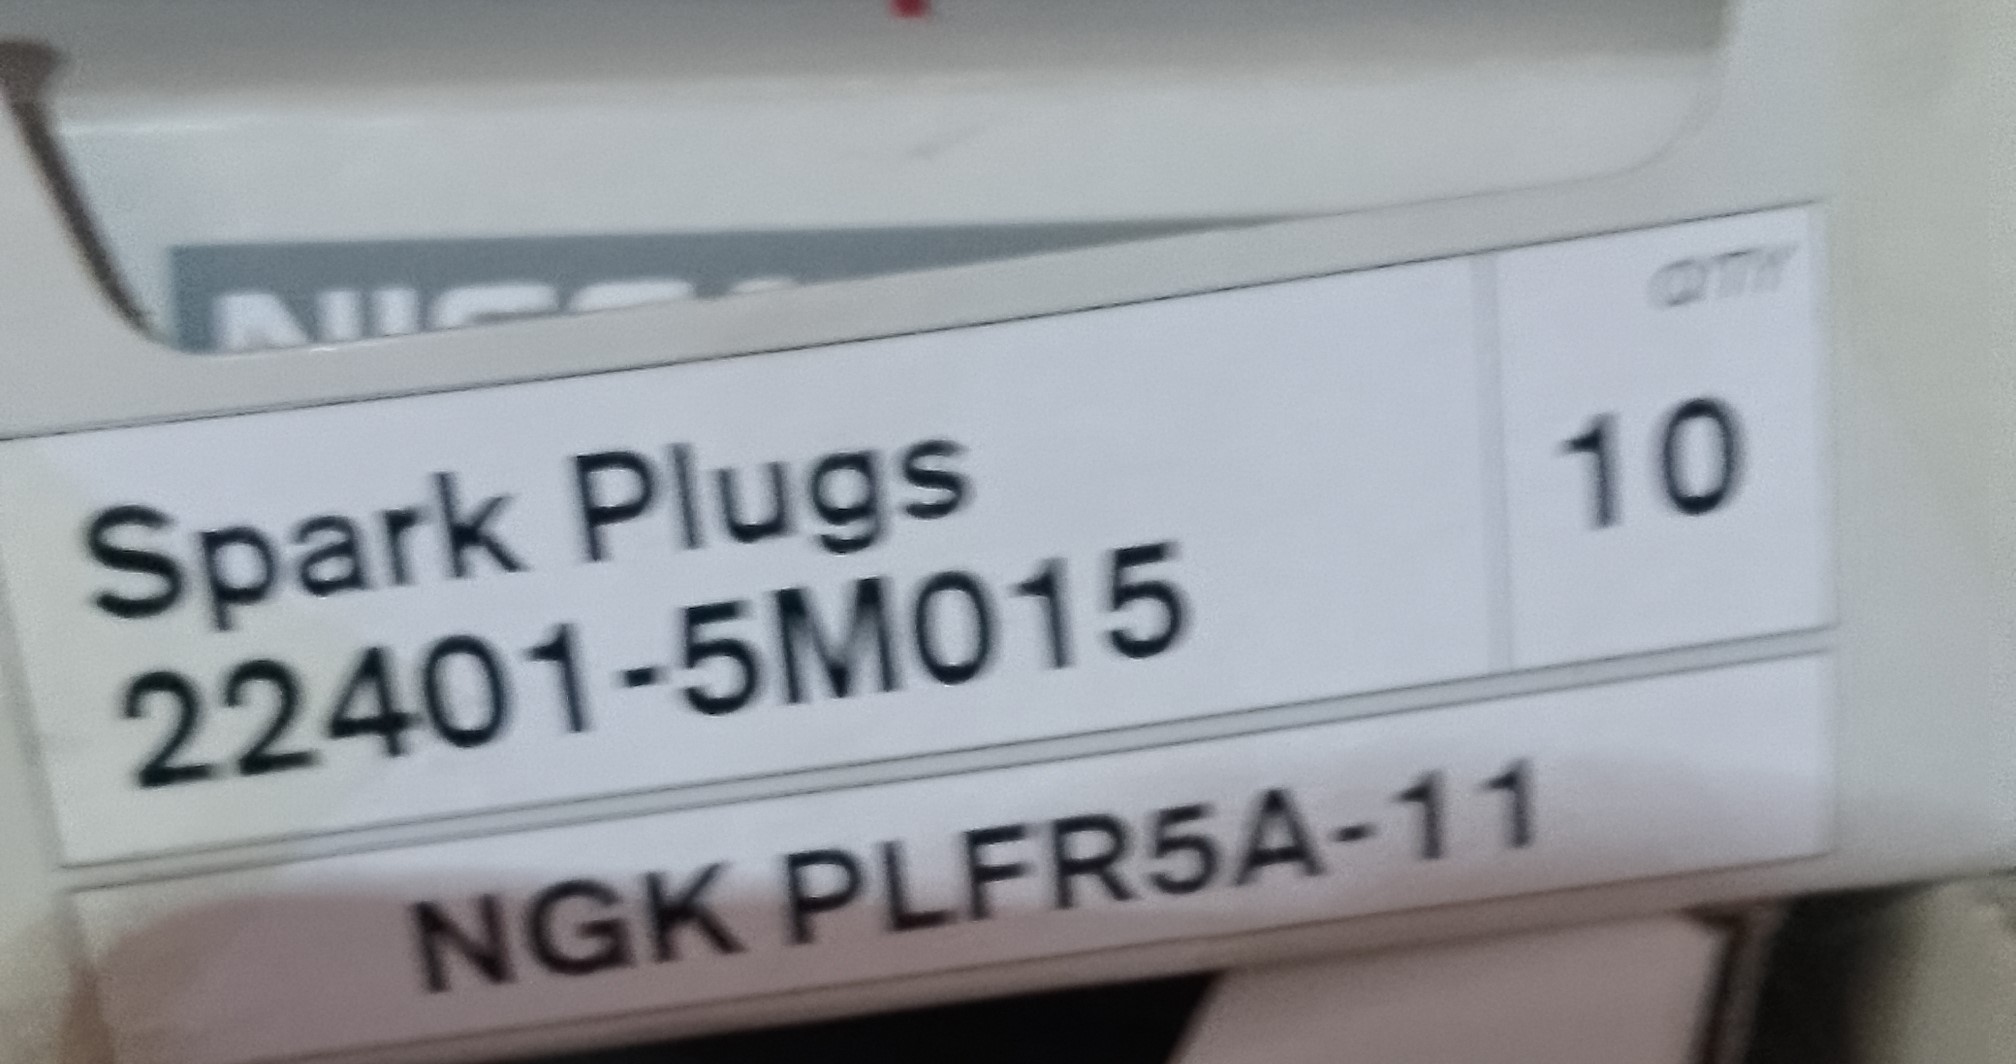 Spark Plugs
22401-5M015
QTY
10
NGK PLFR5A-11